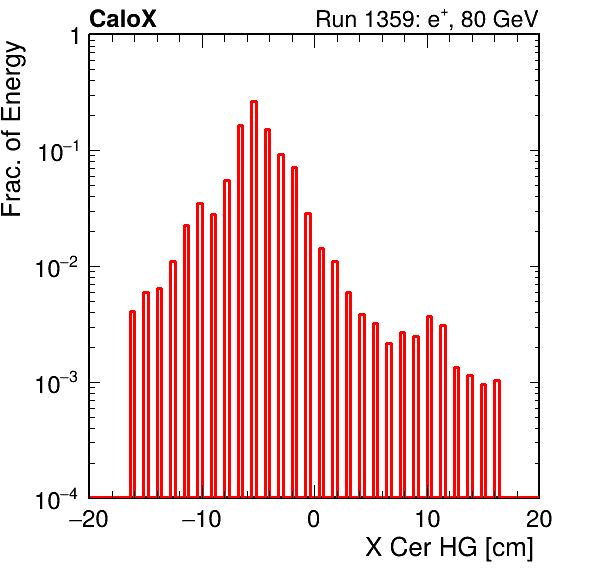 CaloX Run 1359: e⁺, 80 GeV
Frac. of Energy
1
10⁻¹
10⁻²
10⁻³
10⁻⁴
−20 −10 0 10 20
X Cer HG [cm]